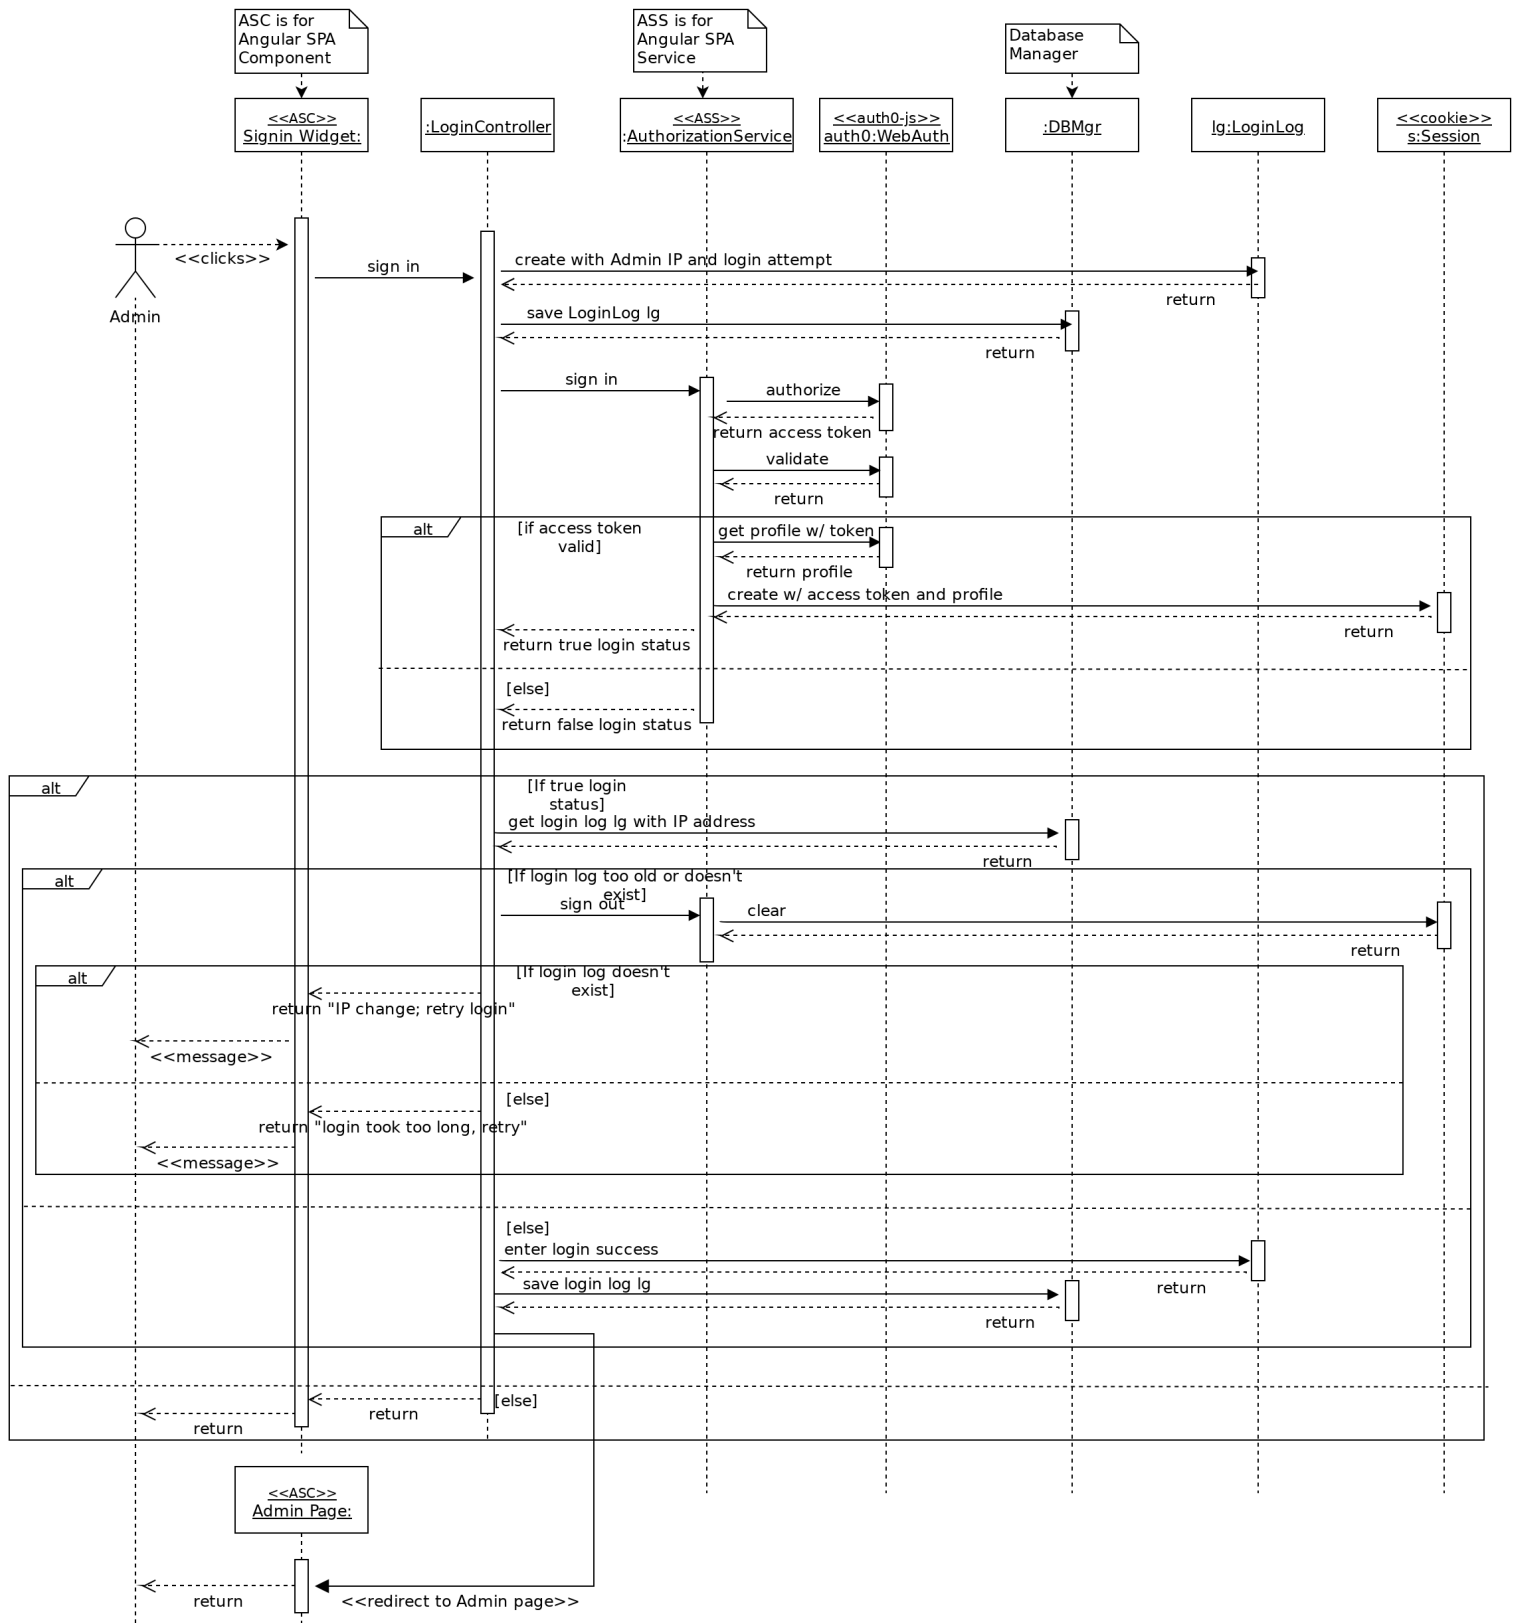 ASC is for
Angular SPA
Component
ASS is for
Angular SPA
Service
Database
Manager
<<ASC>>
Signin Widget:
:LoginController
<<ASS>>
:AuthorizationService
<<auth0-js>>
auth0:WebAuth
:DBMgr
lg:LoginLog
<<cookie>>
s:Session
<<clicks>>
Admin
sign in
create with Admin IP and login attempt
return
save LoginLog lg
return
sign in
authorize
return access token
validate
return
alt
[if access token
valid]
get profile w/ token
return profile
create w/ access token and profile
return
return true login status
[else]
return false login status
alt
[If true login
status]
get login log lg with IP address
return
alt
[If login log too old or doesn't
exist]
sign out
clear
return
alt
[If login log doesn't
exist]
return "IP change; retry login"
<<message>>
[else]
return "login took too long, retry"
<<message>>
[else]
enter login success
return
save login log lg
return
[else]
return
return
<<ASC>>
Admin Page:
return
<<redirect to Admin page>>